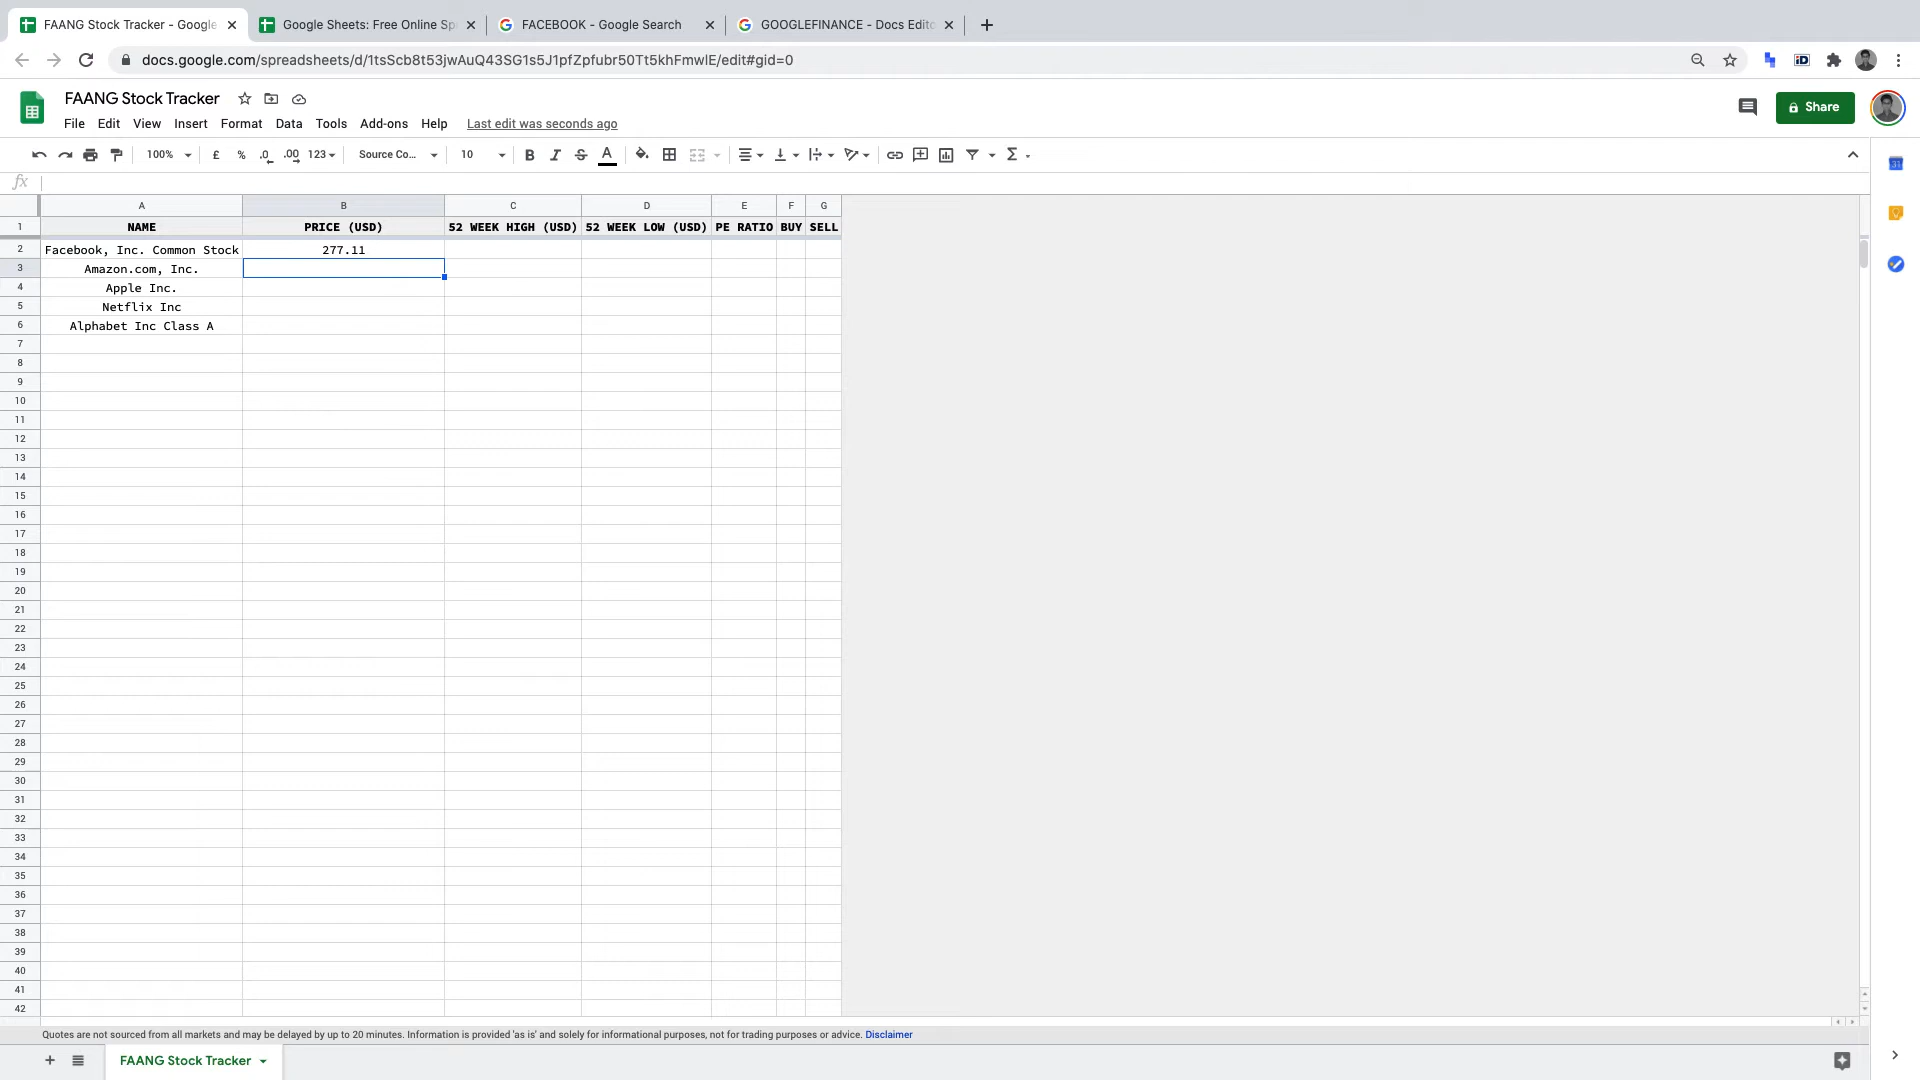 FAANG Stock Tracker - Google
Google Sheets: Free Online Spr
FACEBOOK - Google Search
GOOGLEFINANCE - Docs Edito
docs.google.com/spreadsheets/d/1tsScb8t53jwAuQ43SG1s5J1pfZpfubr50Tt5khFmwlE/edit#gid=0
FAANG Stock Tracker
Share
File Edit View Insert Format Data Tools Add-ons Help Last edit was seconds ago
100% £ % .0 .00 123 Source Co... 10 B I S A Σ
fx
A B C D E F G
1 NAME PRICE (USD) 52 WEEK HIGH (USD) 52 WEEK LOW (USD) PE RATIO BUY SELL
2 Facebook, Inc. Common Stock 277.11
3 Amazon.com, Inc.
4 Apple Inc.
5 Netflix Inc
6 Alphabet Inc Class A
7
8
9
10
11
12
13
14
15
16
17
18
19
20
21
22
23
24
25
26
27
28
29
30
31
32
33
34
35
36
37
38
39
40
41
42
Quotes are not sourced from all markets and may be delayed by up to 20 minutes. Information is provided 'as is' and solely for informational purposes, not for trading purposes or advice. Disclaimer
FAANG Stock Tracker